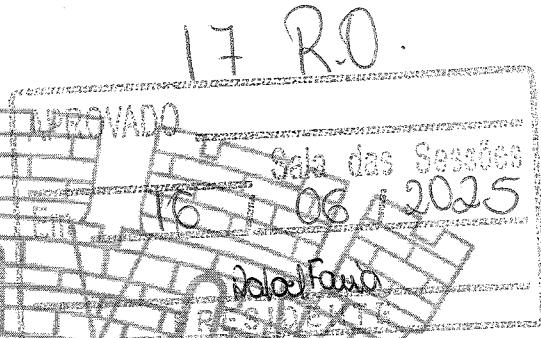 17 R.O.
APROVADO
Sala das Sessões
Em 16 / 06 / 2025
PRESIDENTE